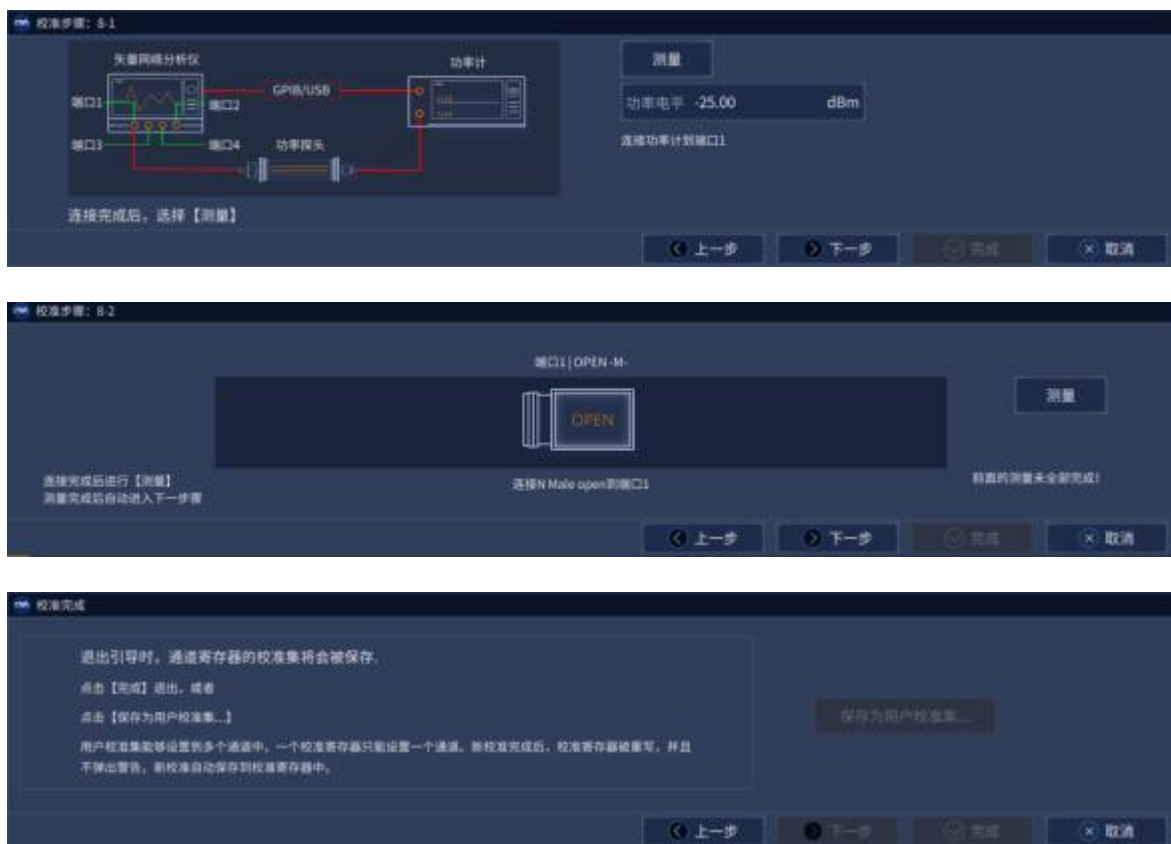 校准步骤：8-1
矢量网络分析仪
功率计
测量
GPIB/USB
端口1
端口2
功率电平 -25.00 dBm
端口3
端口4
功率探头
连接功率计到端口1
连接完成后，选择【测量】
上一步
下一步
完成
取消
校准步骤：8-2
端口1|OPEN -M-
测量
OPEN
连接完成后进行【测量】
测量完成后自动进入下一步骤
连接N Male open到端口1
前面的测量未全部完成！
上一步
下一步
完成
取消
校准完成
退出引导时，通道寄存器的校准集将会被保存.
点击【完成】退出，或者
点击【保存为用户校准集...】
保存为用户校准集...
用户校准集能够设置到多个通道中，一个校准寄存器只能设置一个通道。新校准完成后，校准寄存器被重写，并且
不弹出警告，新校准自动保存到校准寄存器中。
上一步
下一步
完成
取消